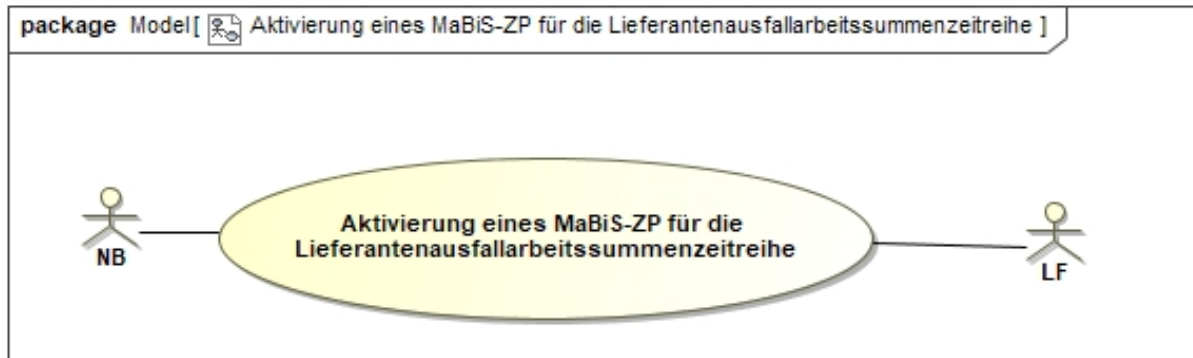 package Model[ Aktivierung eines MaBiS-ZP für die Lieferantenausfallarbeitssummenzeitreihe ]
Aktivierung eines MaBiS-ZP für die
Lieferantenausfallarbeitssummenzeitreihe
NB
LF